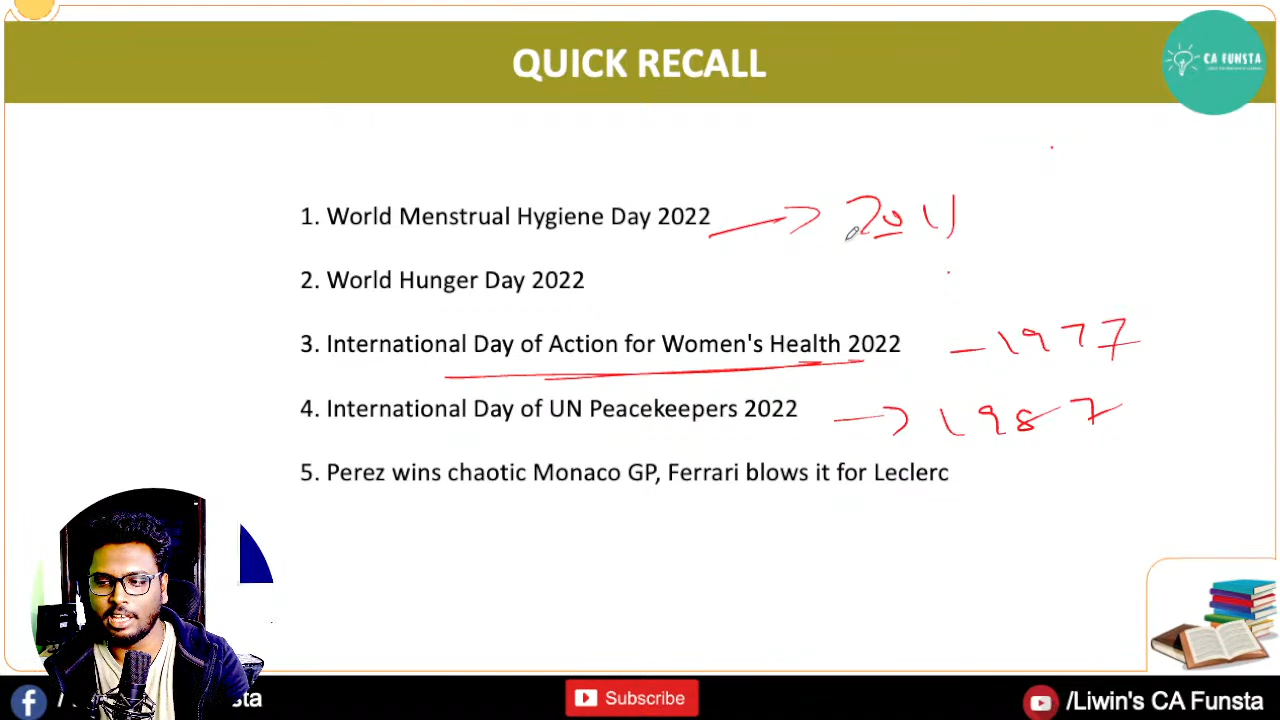 QUICK RECALL
CA FUNSTA
1. World Menstrual Hygiene Day 2022 → 2011
2. World Hunger Day 2022
3. International Day of Action for Women's Health 2022 – 1977
4. International Day of UN Peacekeepers 2022 → 1987
5. Perez wins chaotic Monaco GP, Ferrari blows it for Leclerc
Subscribe
/Liwin's CA Funsta